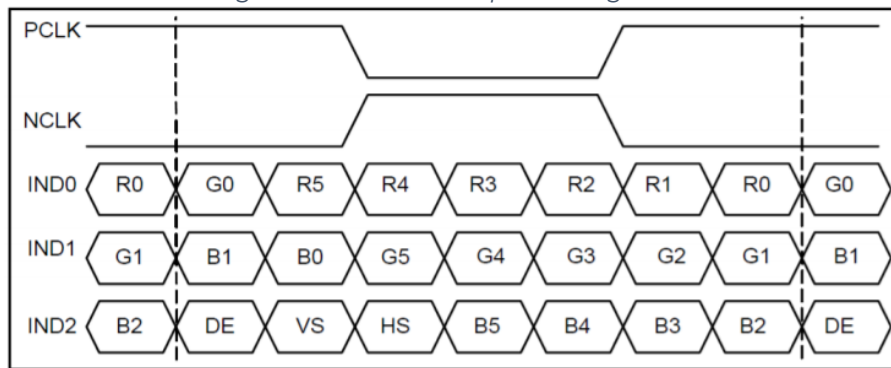 PCLK
NCLK
IND0 R0 G0 R5 R4 R3 R2 R1 R0 G0
IND1 G1 B1 B0 G5 G4 G3 G2 G1 B1
IND2 B2 DE VS HS B5 B4 B3 B2 DE